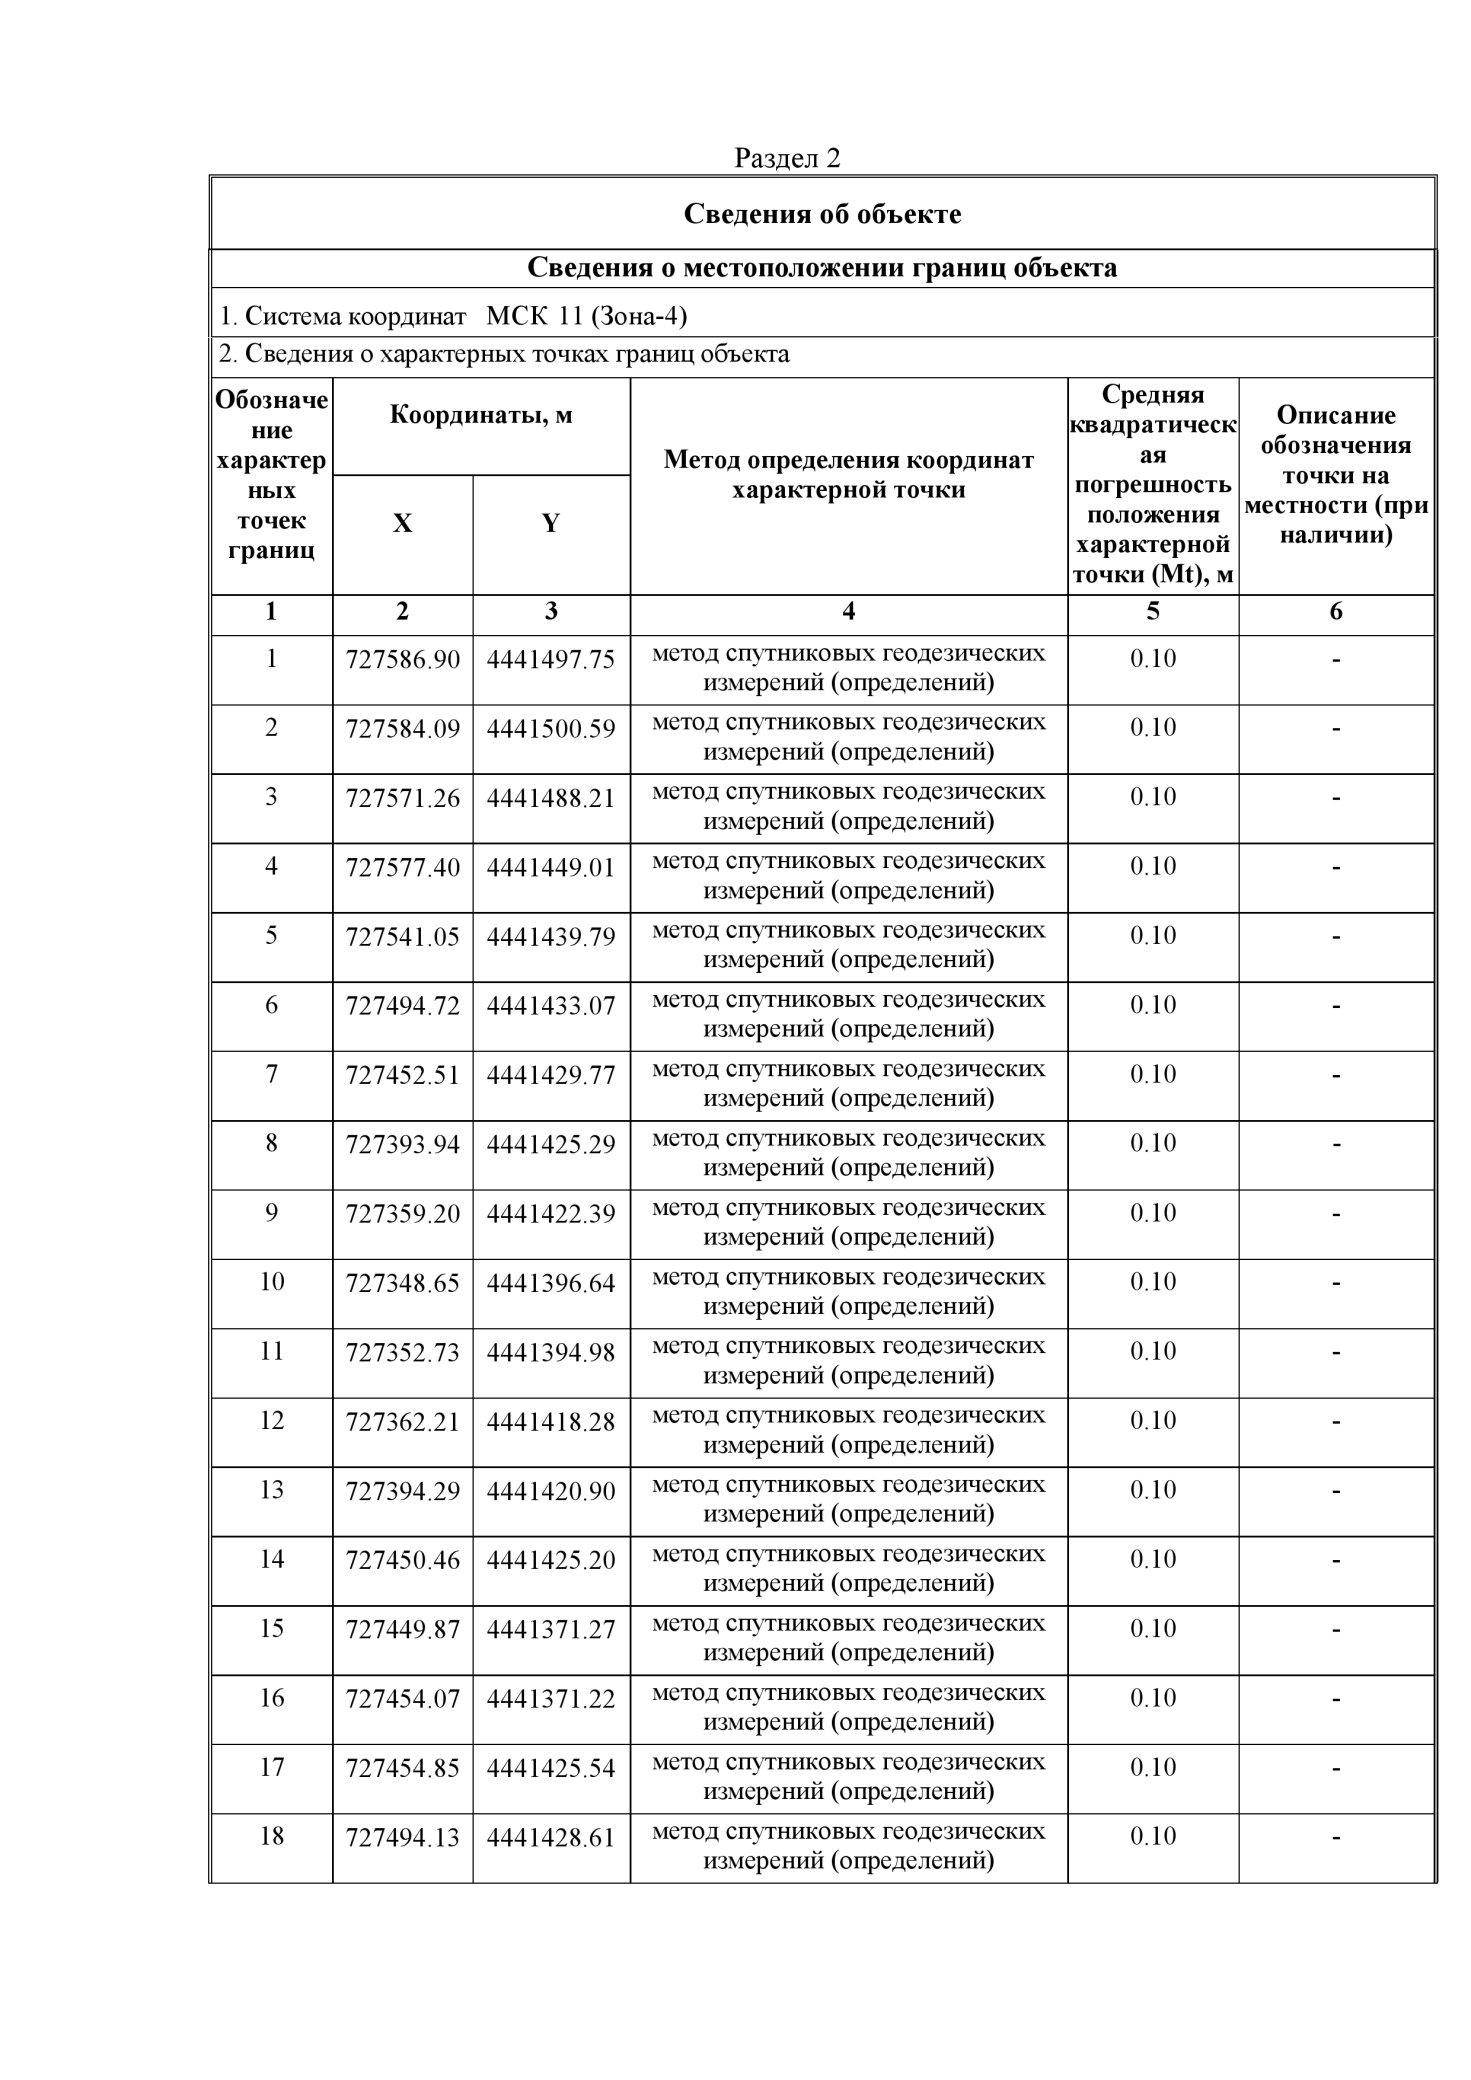 Раздел 2
Сведения об объекте
Сведения о местоположении границ объекта
1. Система координат МСК 11 (Зона-4)
2. Сведения о характерных точках границ объекта
Обозначе
ние
характер
ных
точек
границ
Координаты, м
X
Y
Метод определения координат
характерной точки
Средняя
квадратическ
ая
погрешность
положения
характерной
точки (Mt), м
Описание
обозначения
точки на
местности (при
наличии)
1 2 3 4 5 6
1 727586.90 4441497.75 метод спутниковых геодезических 0.10 -
измерений (определений)
2 727584.09 4441500.59 метод спутниковых геодезических 0.10 -
измерений (определений)
3 727571.26 4441488.21 метод спутниковых геодезических 0.10 -
измерений (определений)
4 727577.40 4441449.01 метод спутниковых геодезических 0.10 -
измерений (определений)
5 727541.05 4441439.79 метод спутниковых геодезических 0.10 -
измерений (определений)
6 727494.72 4441433.07 метод спутниковых геодезических 0.10 -
измерений (определений)
7 727452.51 4441429.77 метод спутниковых геодезических 0.10 -
измерений (определений)
8 727393.94 4441425.29 метод спутниковых геодезических 0.10 -
измерений (определений)
9 727359.20 4441422.39 метод спутниковых геодезических 0.10 -
измерений (определений)
10 727348.65 4441396.64 метод спутниковых геодезических 0.10 -
измерений (определений)
11 727352.73 4441394.98 метод спутниковых геодезических 0.10 -
измерений (определений)
12 727362.21 4441418.28 метод спутниковых геодезических 0.10 -
измерений (определений)
13 727394.29 4441420.90 метод спутниковых геодезических 0.10 -
измерений (определений)
14 727450.46 4441425.20 метод спутниковых геодезических 0.10 -
измерений (определений)
15 727449.87 4441371.27 метод спутниковых геодезических 0.10 -
измерений (определений)
16 727454.07 4441371.22 метод спутниковых геодезических 0.10 -
измерений (определений)
17 727454.85 4441425.54 метод спутниковых геодезических 0.10 -
измерений (определений)
18 727494.13 4441428.61 метод спутниковых геодезических 0.10 -
измерений (определений)